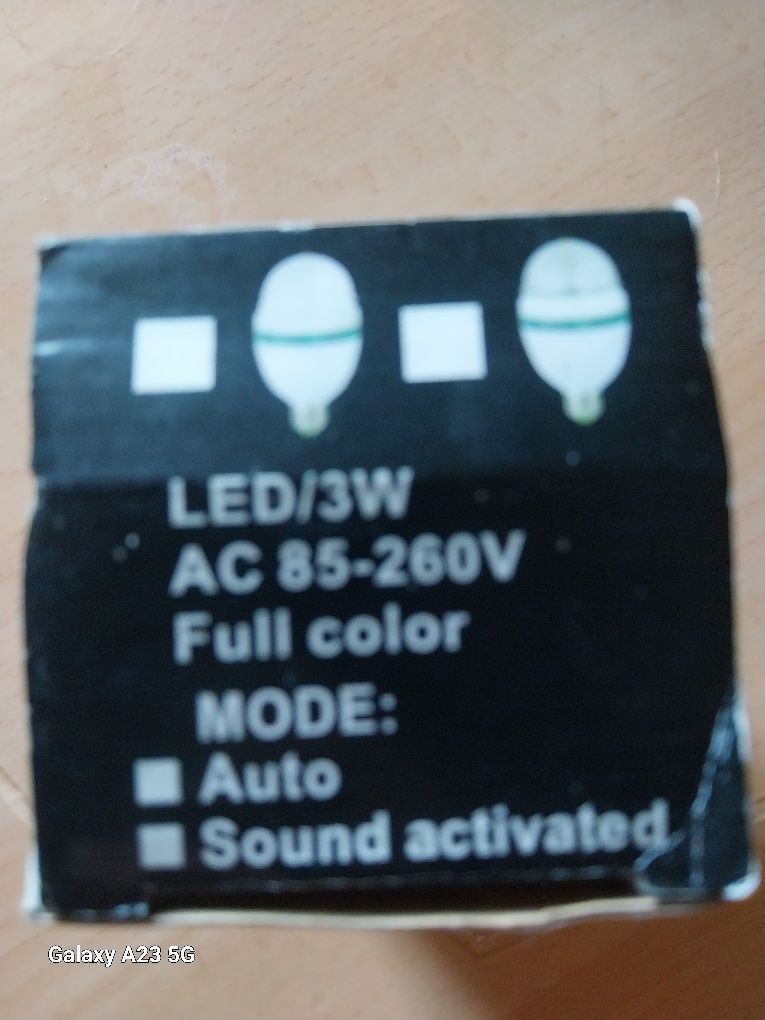 LED/3W
AC 85-260V
Full color
MODE:
Auto
Sound activated
Galaxy A23 5G